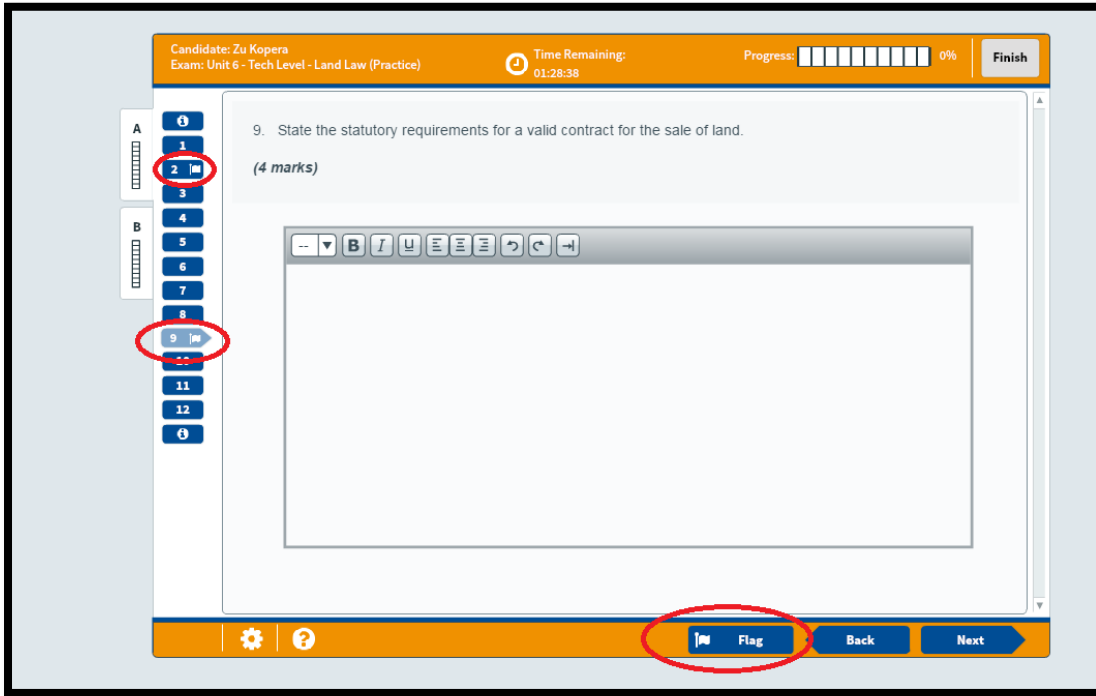 Candidate: Zu Kopera
Exam: Unit 6 - Tech Level - Land Law (Practice)
Time Remaining:
01:28:38
Progress:
0%
Finish
A
B
1
2
3
4
5
6
7
8
9
10
11
12
9. State the statutory requirements for a valid contract for the sale of land.
(4 marks)
-- B I U
Flag
Back
Next